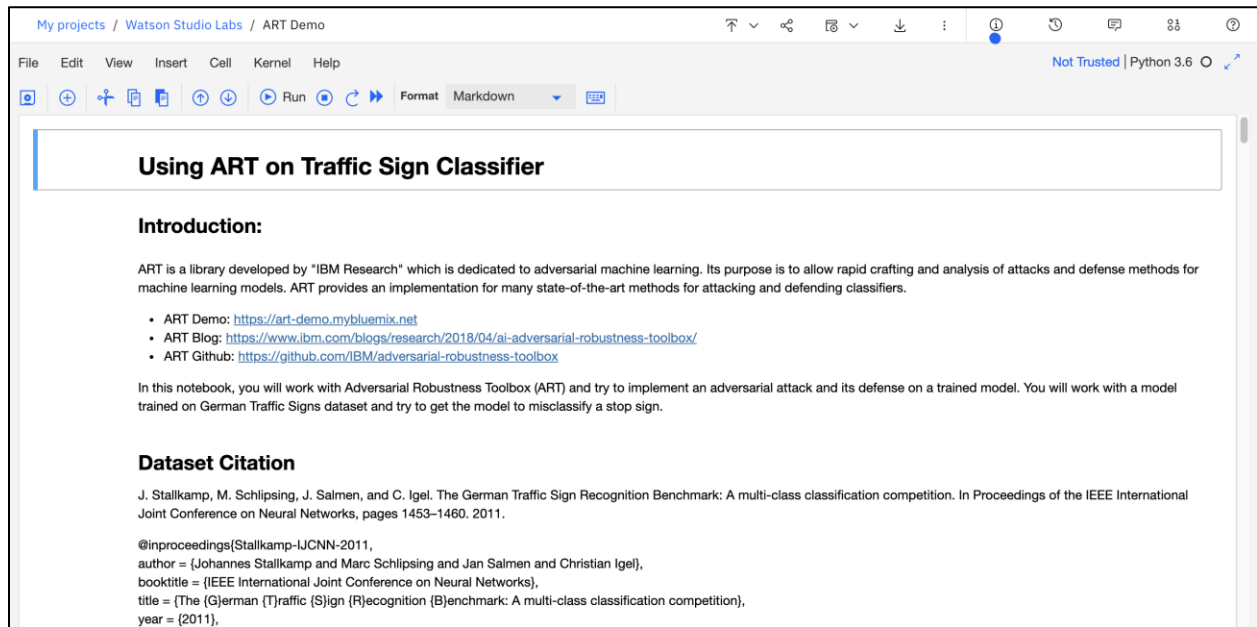 My projects / Watson Studio Labs / ART Demo
File Edit View Insert Cell Kernel Help
Not Trusted | Python 3.6
Run Format Markdown
Using ART on Traffic Sign Classifier
Introduction:
ART is a library developed by "IBM Research" which is dedicated to adversarial machine learning. Its purpose is to allow rapid crafting and analysis of attacks and defense methods for
machine learning models. ART provides an implementation for many state-of-the-art methods for attacking and defending classifiers.
• ART Demo: https://art-demo.mybluemix.net
• ART Blog: https://www.ibm.com/blogs/research/2018/04/ai-adversarial-robustness-toolbox/
• ART Github: https://github.com/IBM/adversarial-robustness-toolbox
In this notebook, you will work with Adversarial Robustness Toolbox (ART) and try to implement an adversarial attack and its defense on a trained model. You will work with a model
trained on German Traffic Signs dataset and try to get the model to misclassify a stop sign.
Dataset Citation
J. Stallkamp, M. Schlipsing, J. Salmen, and C. Igel. The German Traffic Sign Recognition Benchmark: A multi-class classification competition. In Proceedings of the IEEE International
Joint Conference on Neural Networks, pages 1453–1460. 2011.
@inproceedings{Stallkamp-IJCNN-2011,
author = {Johannes Stallkamp and Marc Schlipsing and Jan Salmen and Christian Igel},
booktitle = {IEEE International Joint Conference on Neural Networks},
title = {The {G}erman {T}raffic {S}ign {R}ecognition {B}enchmark: A multi-class classification competition},
year = {2011},